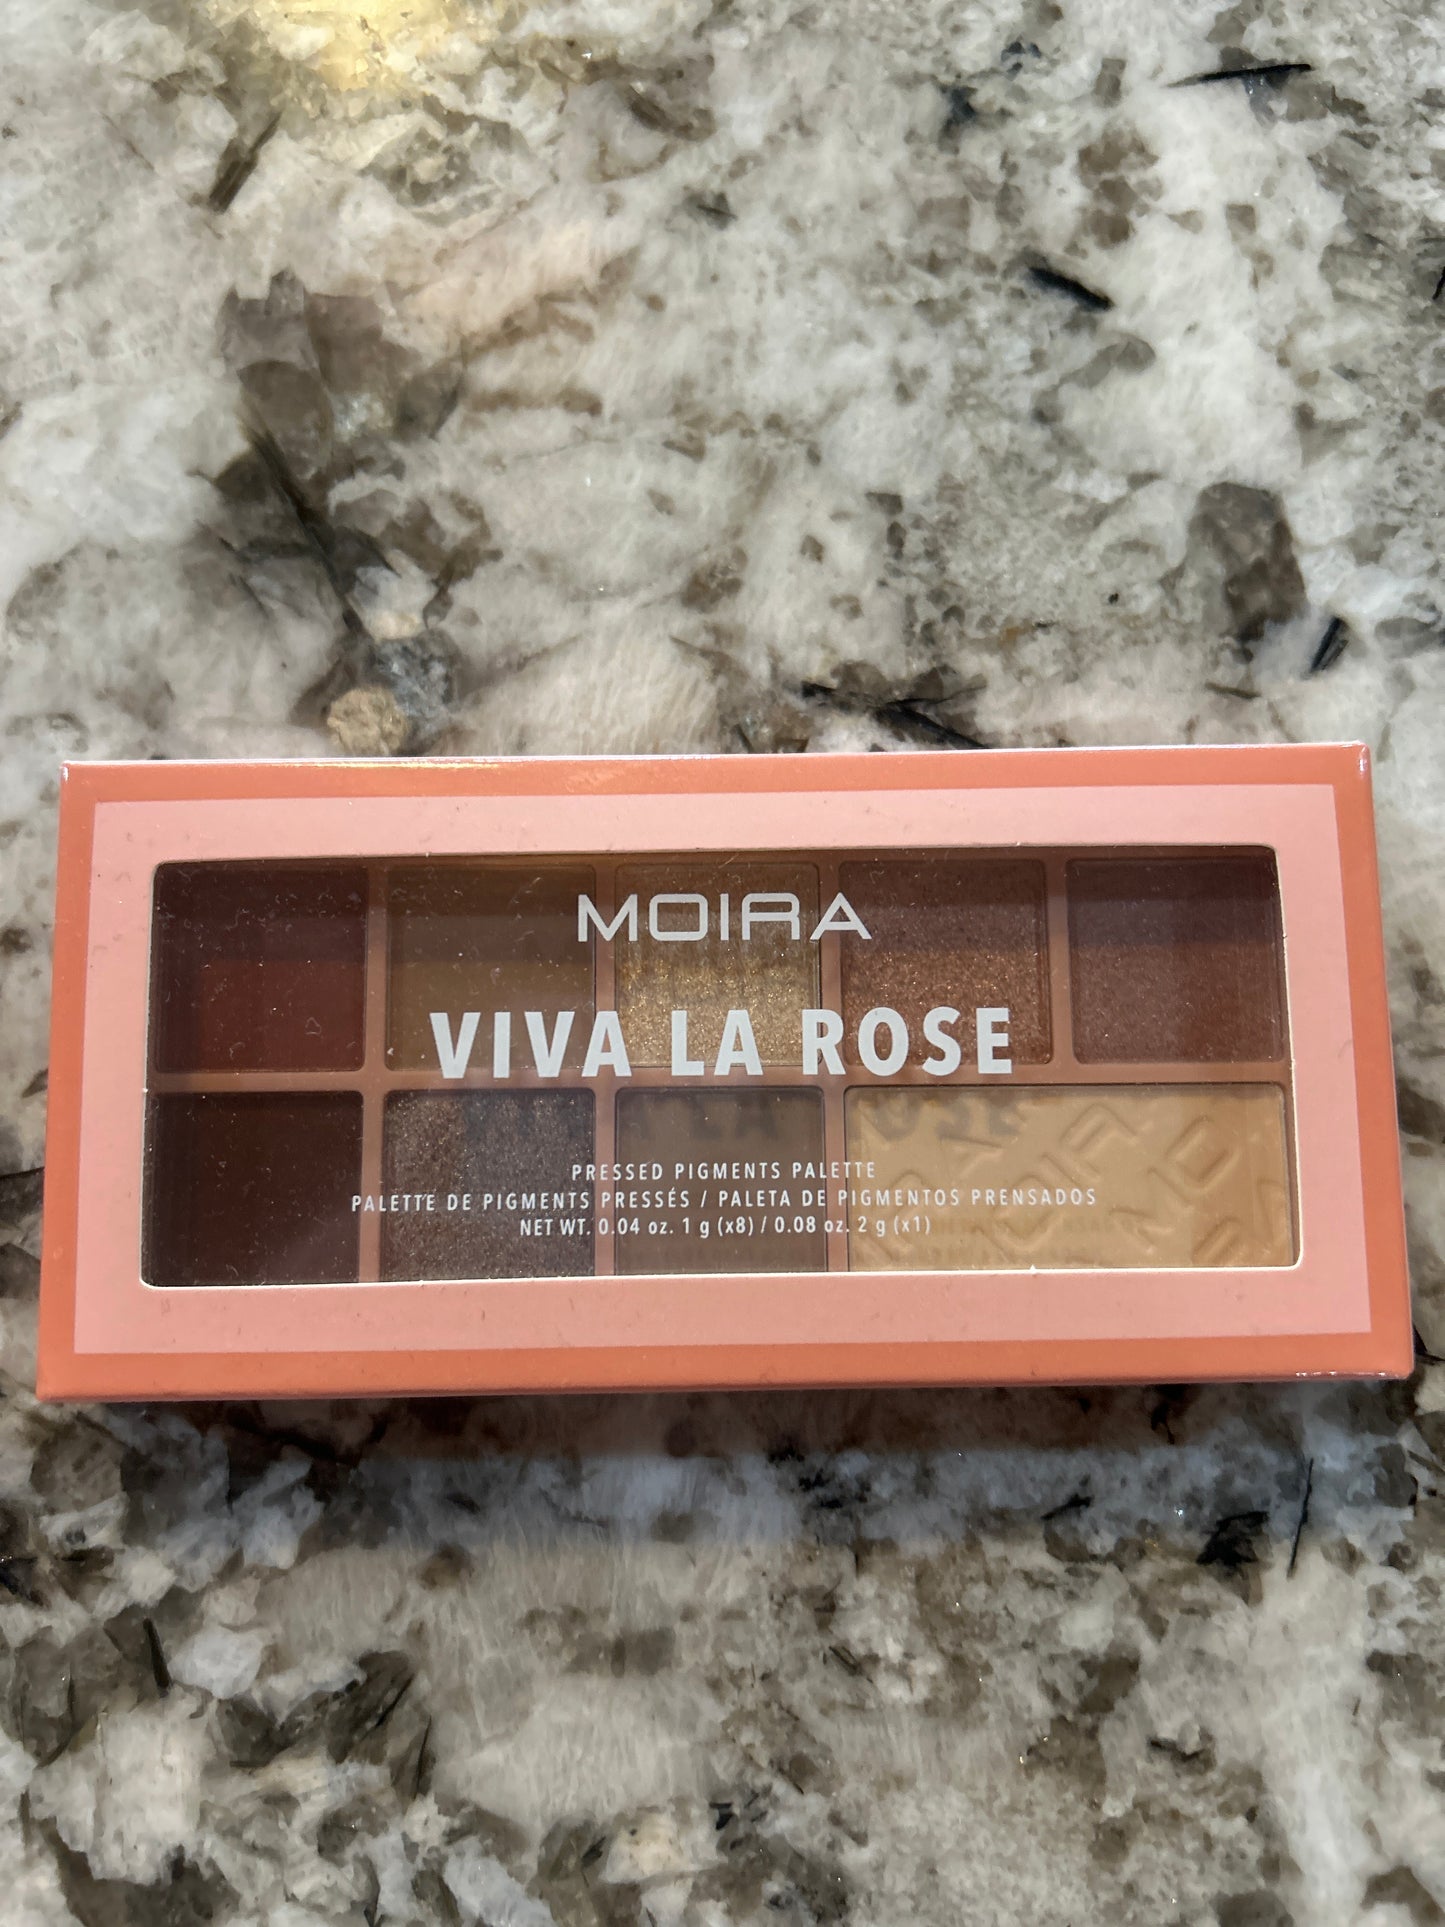 MOIRA
VIVA LA ROSE
PRESSED PIGMENTS PALETTE
PALETTE DE PIGMENTS PRESSÉS / PALETA DE PIGMENTOS PRENSADOS
NET WT. 0.04 oz. 1 g (x8) / 0.08 oz. 2 g (x1)